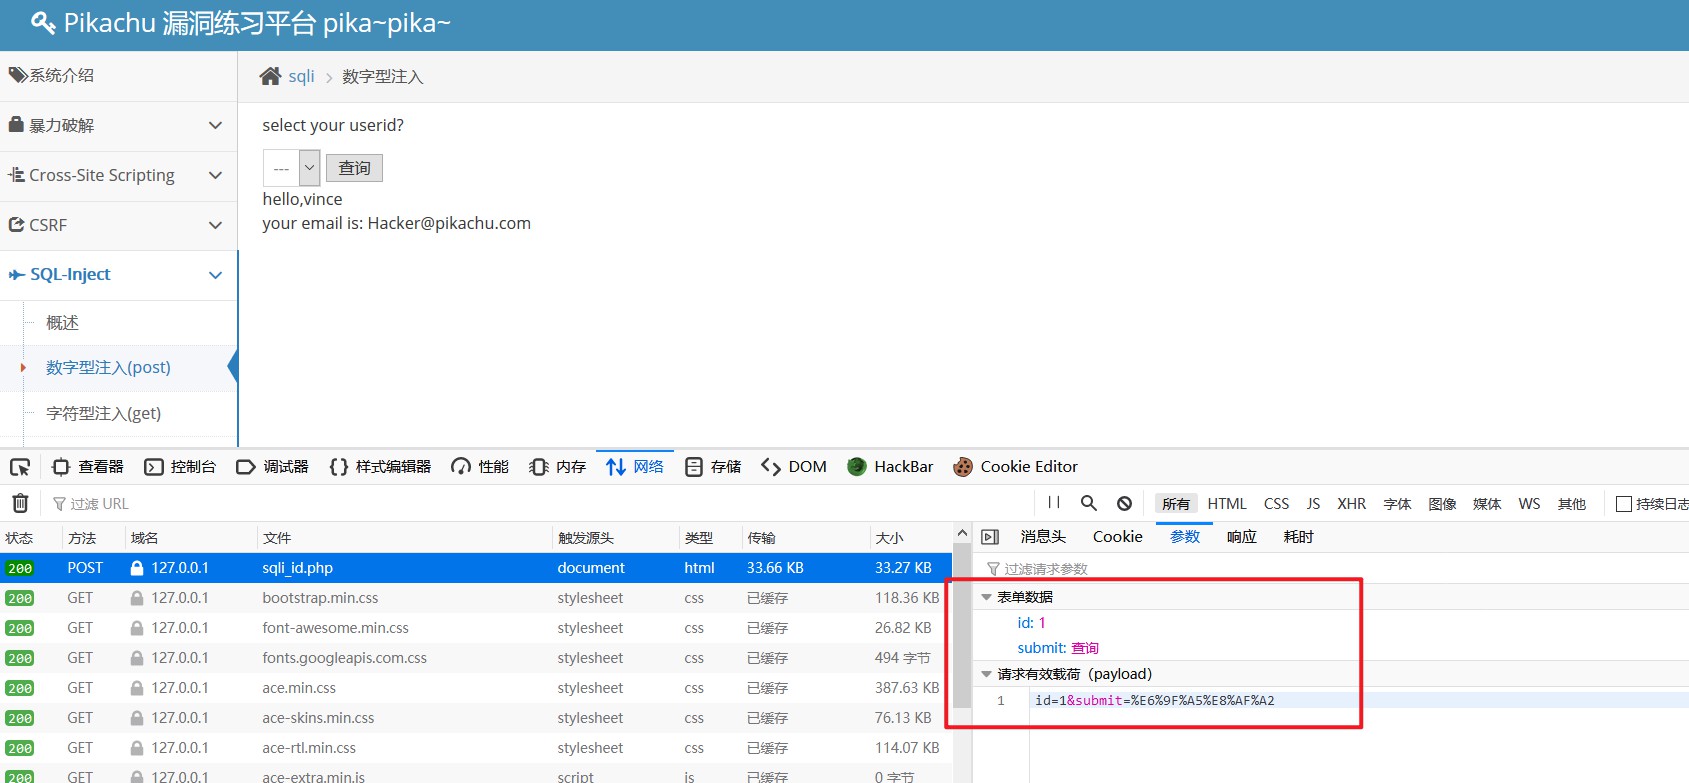 Pikachu 漏洞练习平台 pika~pika~
系统介绍
暴力破解
Cross-Site Scripting
CSRF
SQL-Inject
概述
数字型注入(post)
字符型注入(get)
sqli 数字型注入
select your userid?
--- 查询
hello,vince
your email is: Hacker@pikachu.com
查看器 控制台 调试器 样式编辑器 性能 内存 网络 存储 DOM HackBar Cookie Editor
过滤 URL
所有 HTML CSS JS XHR 字体 图像 媒体 WS 其他 持续日志
状态 方法 域名 文件 触发源头 类型 传输 大小
200 POST 127.0.0.1 sqli_id.php document html 33.66 KB 33.27 KB
200 GET 127.0.0.1 bootstrap.min.css stylesheet css 已缓存 118.36 KB
200 GET 127.0.0.1 font-awesome.min.css stylesheet css 已缓存 26.82 KB
200 GET 127.0.0.1 fonts.googleapis.com.css stylesheet css 已缓存 494 字节
200 GET 127.0.0.1 ace.min.css stylesheet css 已缓存 387.63 KB
200 GET 127.0.0.1 ace-skins.min.css stylesheet css 已缓存 76.13 KB
200 GET 127.0.0.1 ace-rtl.min.css stylesheet css 已缓存 114.07 KB
200 GET 127.0.0.1 ace-extra.min.js script js 已缓存 0 字节
消息头 Cookie 参数 响应 耗时
过滤请求参数
表单数据
id: 1
submit: 查询
请求有效载荷（payload）
1 id=1&submit=%E6%9F%A5%E8%AF%A2